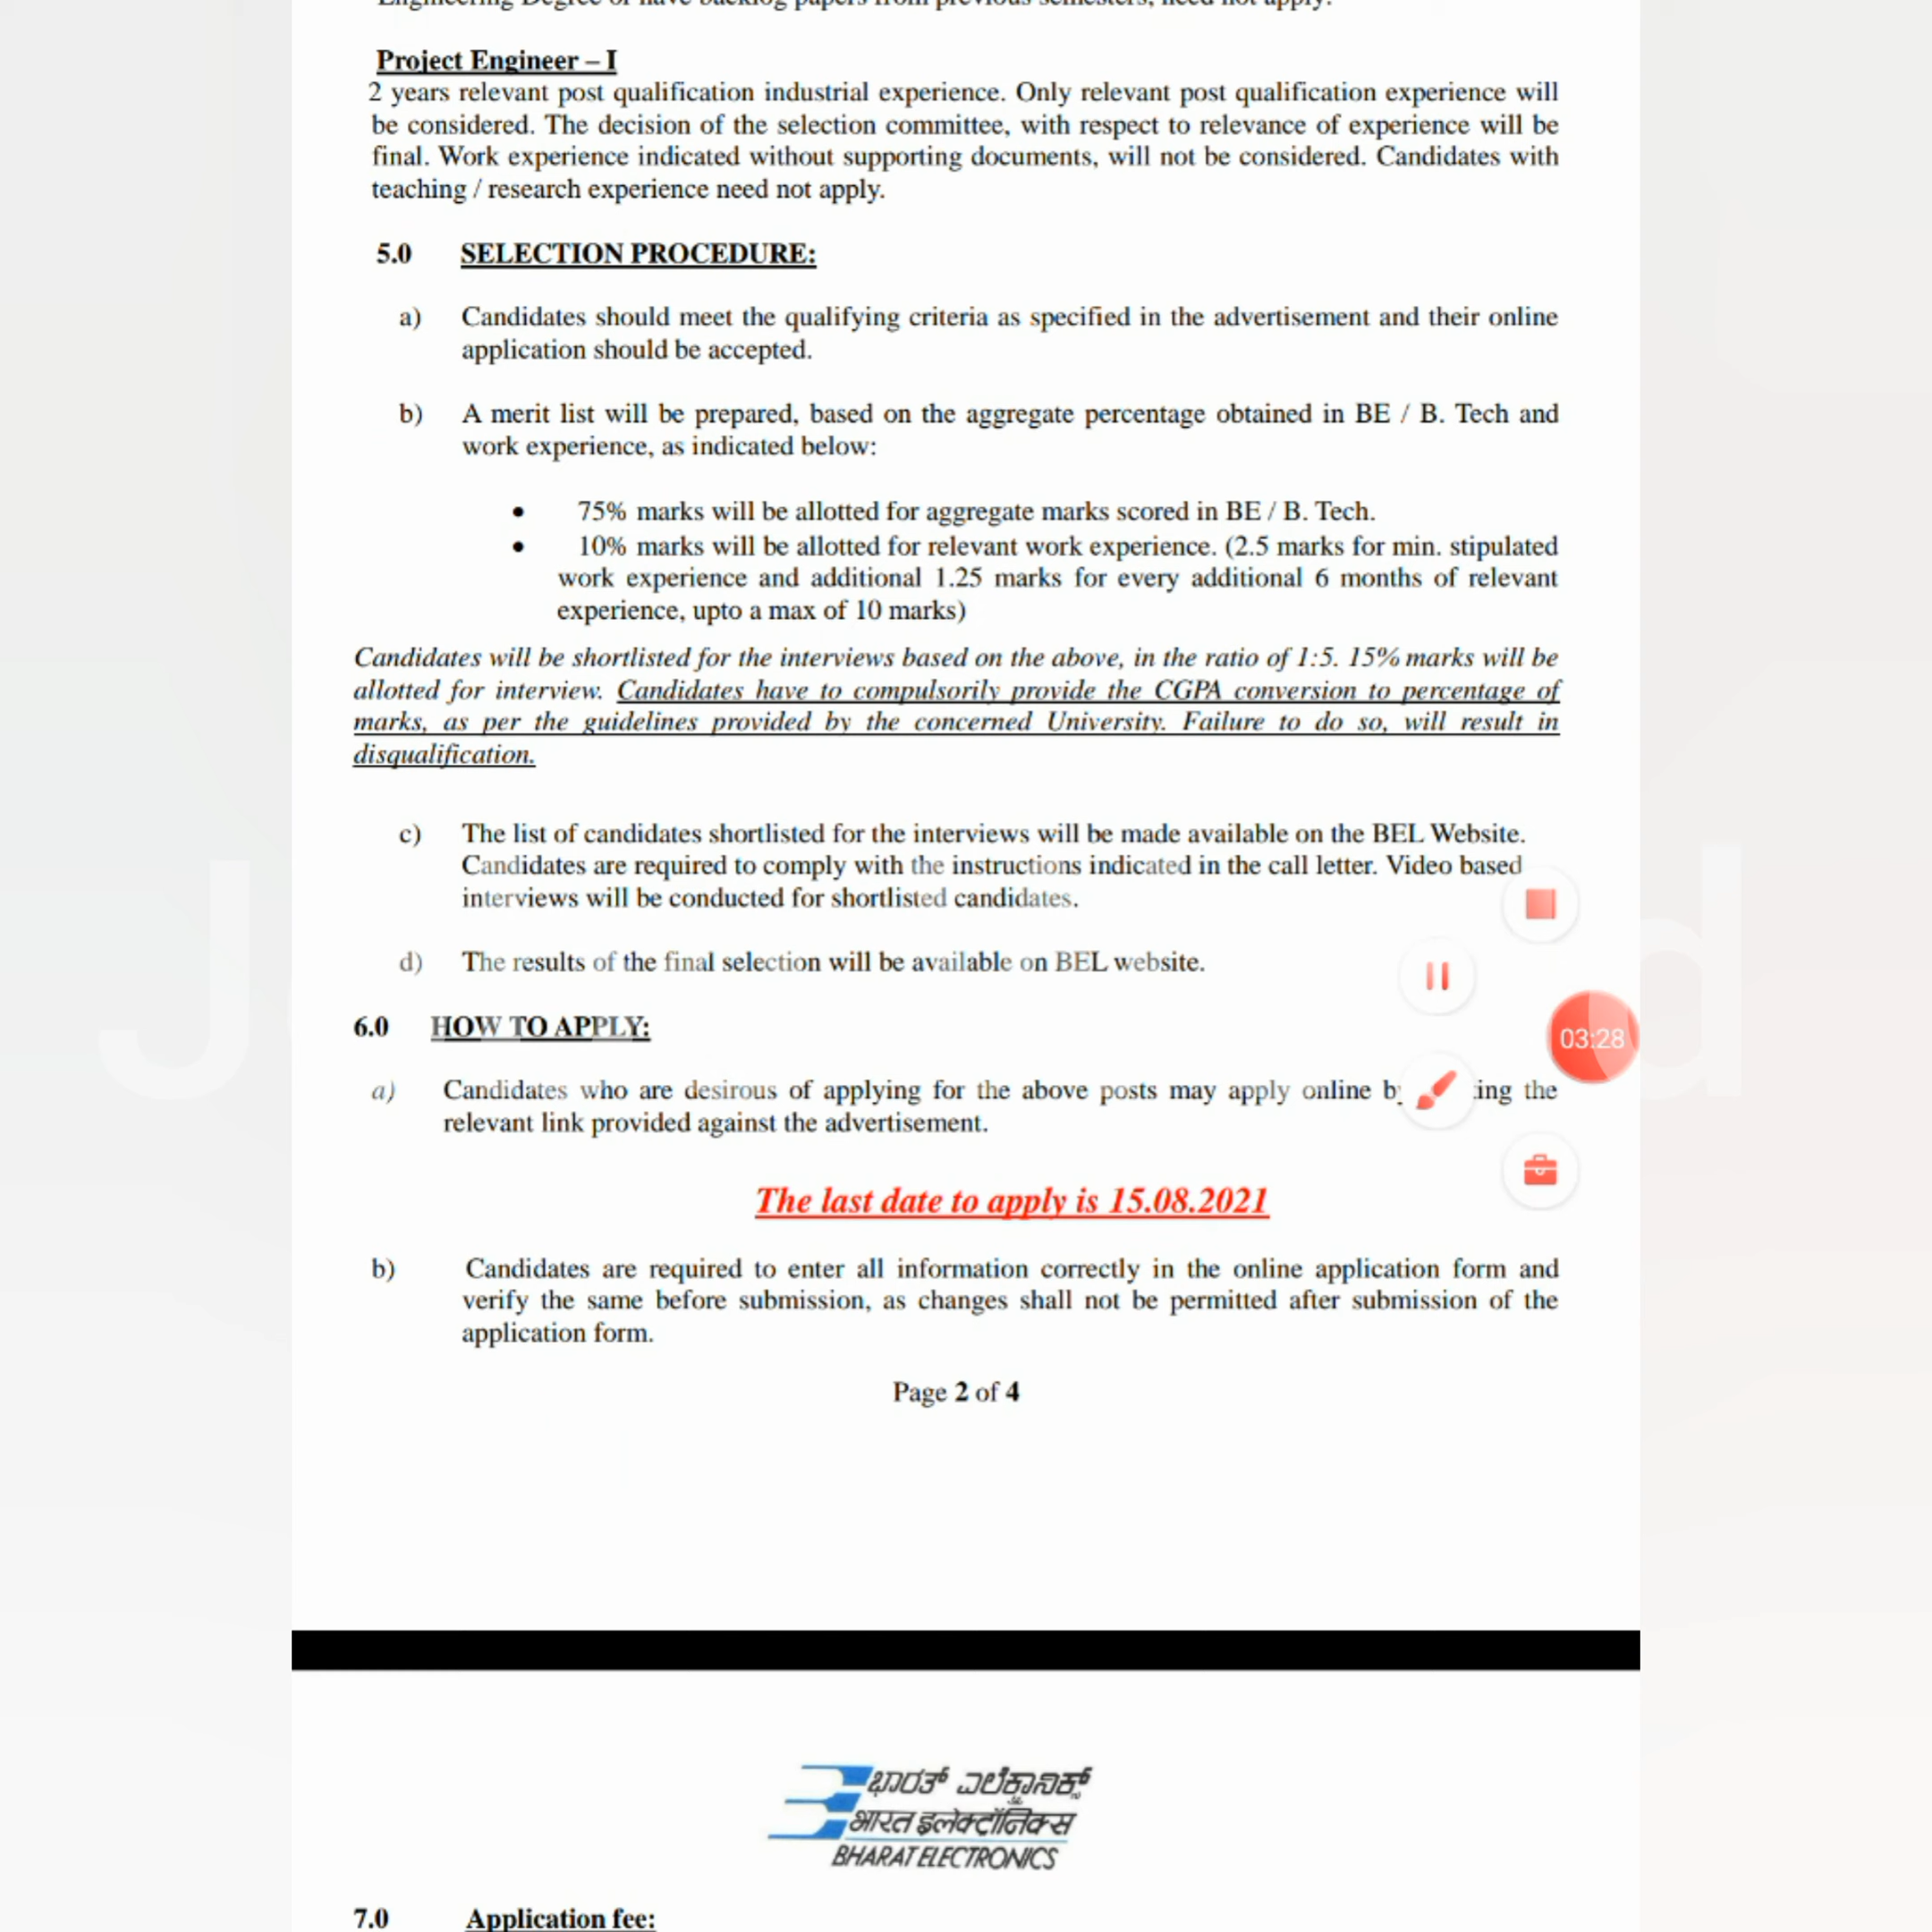 Engineering Degree or have backlog papers from previous semesters, need not apply.
Project Engineer – I
2 years relevant post qualification industrial experience. Only relevant post qualification experience will
be considered. The decision of the selection committee, with respect to relevance of experience will be
final. Work experience indicated without supporting documents, will not be considered. Candidates with
teaching / research experience need not apply.
5.0 SELECTION PROCEDURE:
a) Candidates should meet the qualifying criteria as specified in the advertisement and their online
application should be accepted.
b) A merit list will be prepared, based on the aggregate percentage obtained in BE / B. Tech and
work experience, as indicated below:
• 75% marks will be allotted for aggregate marks scored in BE / B. Tech.
• 10% marks will be allotted for relevant work experience. (2.5 marks for min. stipulated
work experience and additional 1.25 marks for every additional 6 months of relevant
experience, upto a max of 10 marks)
Candidates will be shortlisted for the interviews based on the above, in the ratio of 1:5. 15% marks will be
allotted for interview. Candidates have to compulsorily provide the CGPA conversion to percentage of
marks, as per the guidelines provided by the concerned University. Failure to do so, will result in
disqualification.
c) The list of candidates shortlisted for the interviews will be made available on the BEL Website.
Candidates are required to comply with the instructions indicated in the call letter. Video based
interviews will be conducted for shortlisted candidates.
d) The results of the final selection will be available on BEL website.
6.0 HOW TO APPLY:
03:28
a) Candidates who are desirous of applying for the above posts may apply online the
relevant link provided against the advertisement.
The last date to apply is 15.08.2021
b) Candidates are required to enter all information correctly in the online application form and
verify the same before submission, as changes shall not be permitted after submission of the
application form.
Page 2 of 4
ಭಾರತ್ ಎಲೆಕ್ಟ್ರಾನಿಕ್ಸ್
भारत इलेक्ट्रॉनिक्स
BHARAT ELECTRONICS
7.0 Application fee: